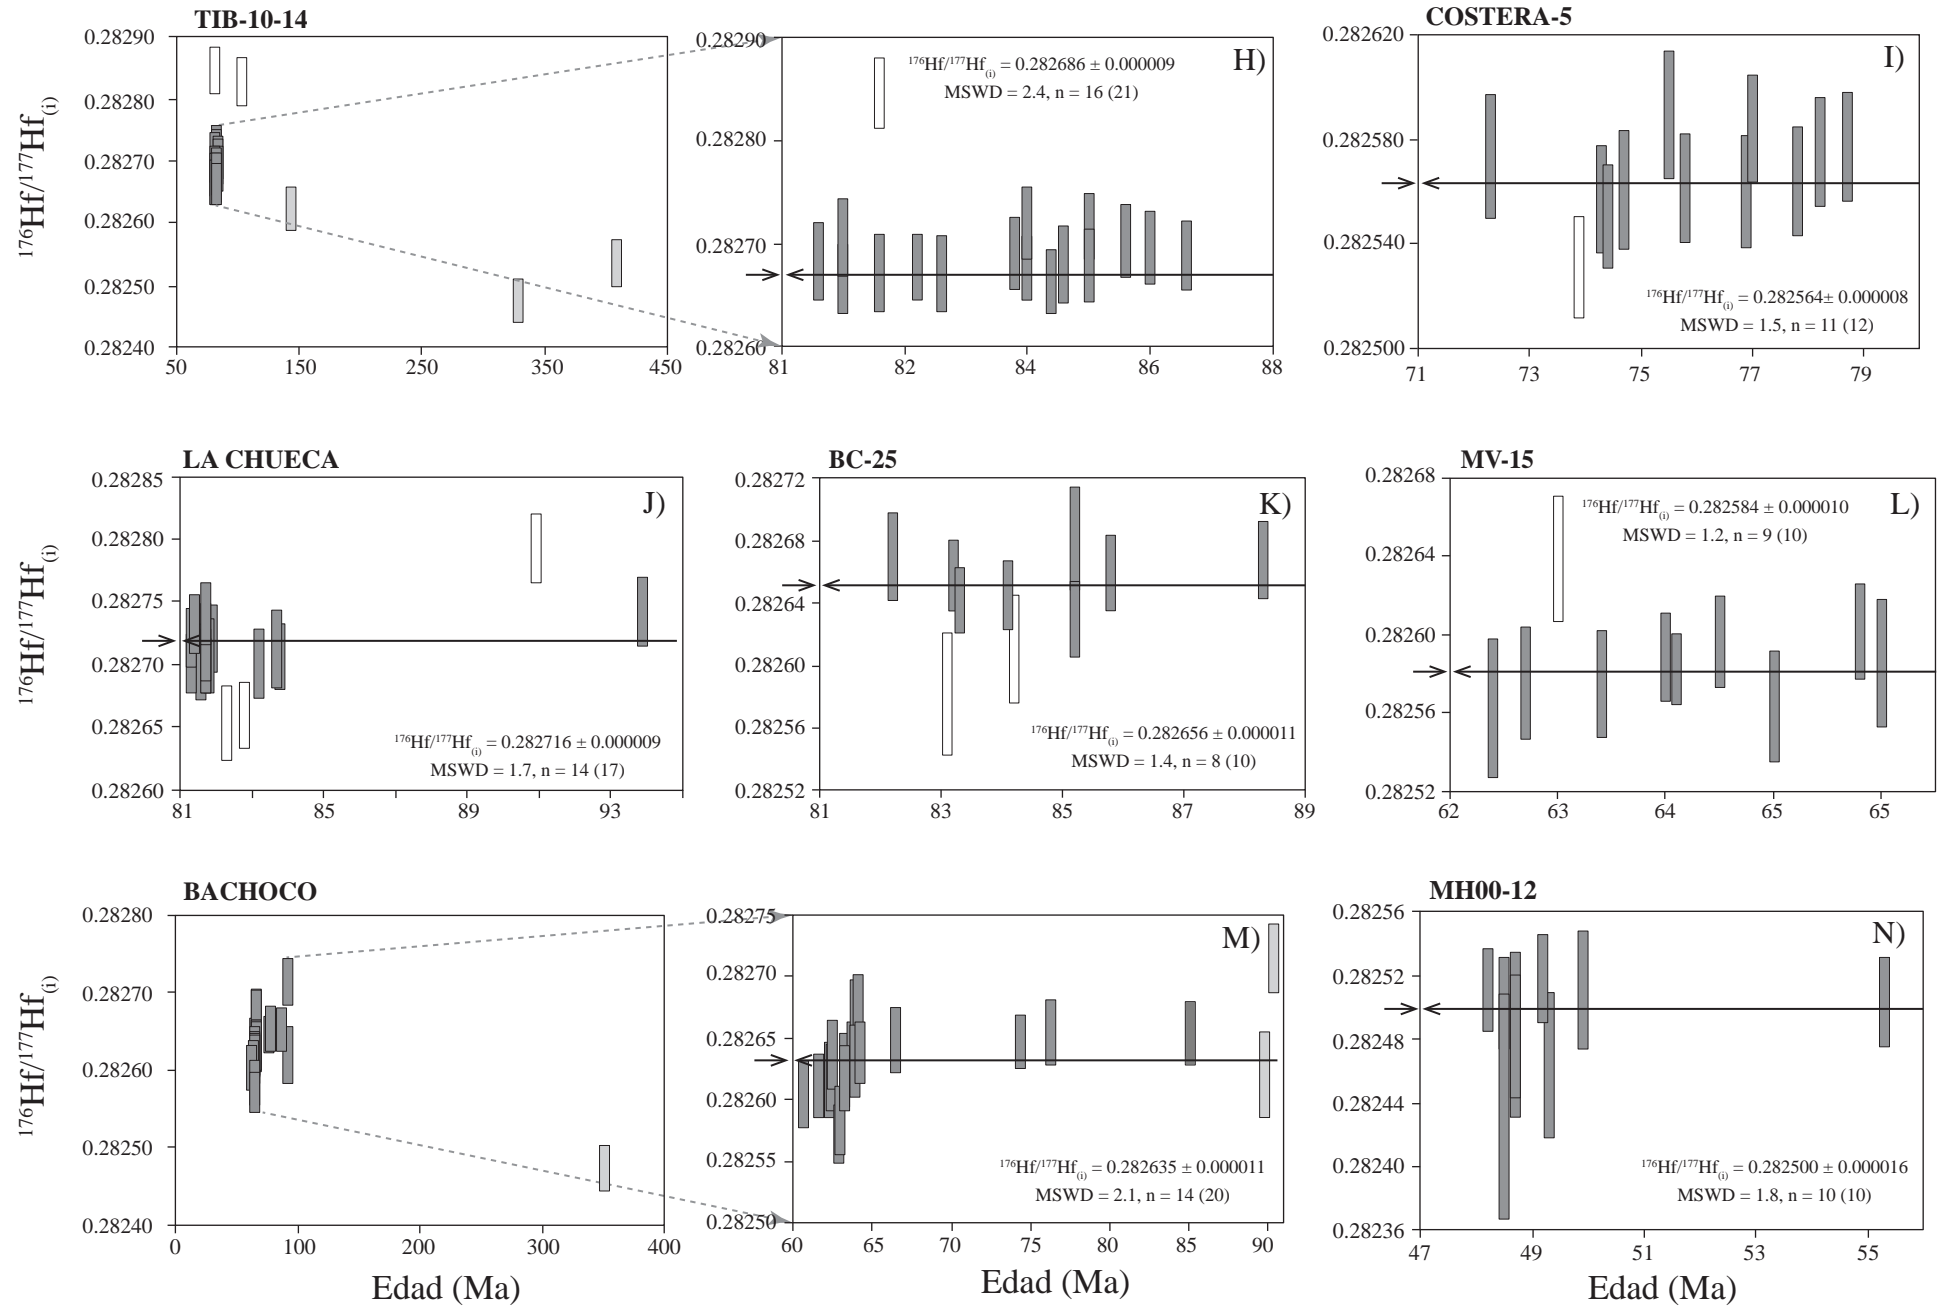 TIB-10-14
COSTERA-5
¹⁷⁶Hf/¹⁷⁷Hf(i)
0.28290
0.28280
0.28270
0.28260
0.28250
0.28240
50 150 250 350 450
H)
¹⁷⁶Hf/¹⁷⁷Hf(i) = 0.282686 ± 0.000009
MSWD = 2.4, n = 16 (21)
0.28290
0.28280
0.28270
0.28260
81 82 84 86 88
I)
0.282620
0.282580
0.282540
0.282500
¹⁷⁶Hf/¹⁷⁷Hf(i) = 0.282564± 0.000008
MSWD = 1.5, n = 11 (12)
71 73 75 77 79
LA CHUECA
J)
¹⁷⁶Hf/¹⁷⁷Hf(i)
0.28285
0.28280
0.28275
0.28270
0.28265
0.28260
¹⁷⁶Hf/¹⁷⁷Hf(i) = 0.282716 ± 0.000009
MSWD = 1.7, n = 14 (17)
81 85 89 93
BC-25
K)
0.28272
0.28268
0.28264
0.28260
0.28256
0.28252
¹⁷⁶Hf/¹⁷⁷Hf(i) = 0.282656 ± 0.000011
MSWD = 1.4, n = 8 (10)
81 83 85 87 89
MV-15
L)
¹⁷⁶Hf/¹⁷⁷Hf(i) = 0.282584 ± 0.000010
MSWD = 1.2, n = 9 (10)
0.28268
0.28264
0.28260
0.28256
0.28252
62 63 64 65 65
BACHOCO
¹⁷⁶Hf/¹⁷⁷Hf(i)
0.28280
0.28270
0.28260
0.28250
0.28240
0 100 200 300 400
Edad (Ma)
M)
0.28275
0.28270
0.28265
0.28260
0.28255
0.28250
¹⁷⁶Hf/¹⁷⁷Hf(i) = 0.282635 ± 0.000011
MSWD = 2.1, n = 14 (20)
60 65 70 75 80 85 90
Edad (Ma)
MH00-12
N)
0.28256
0.28252
0.28248
0.28244
0.28240
0.28236
¹⁷⁶Hf/¹⁷⁷Hf(i) = 0.282500 ± 0.000016
MSWD = 1.8, n = 10 (10)
47 49 51 53 55
Edad (Ma)